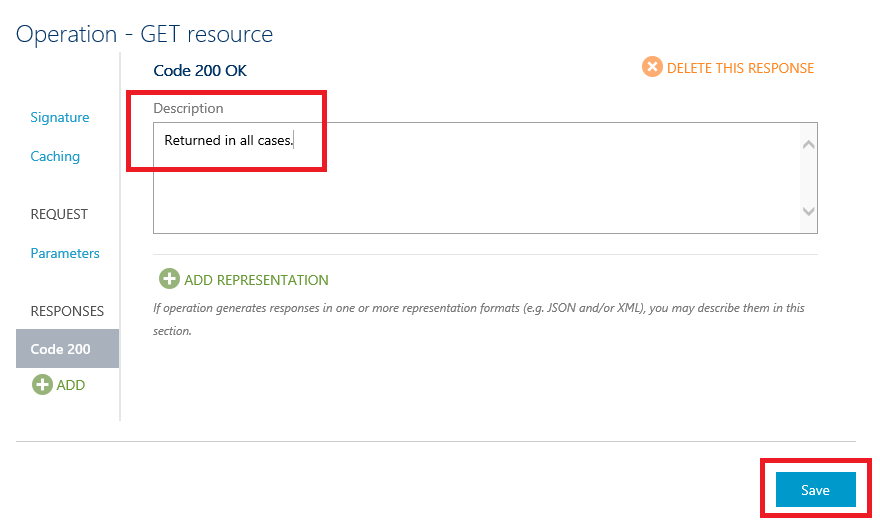 Operation - GET resource
Signature
Caching
REQUEST
Parameters
RESPONSES
Code 200
ADD
Code 200 OK
DELETE THIS RESPONSE
Description
Returned in all cases.
ADD REPRESENTATION
If operation generates responses in one or more representation formats (e.g. JSON and/or XML), you may describe them in this
section.
Save